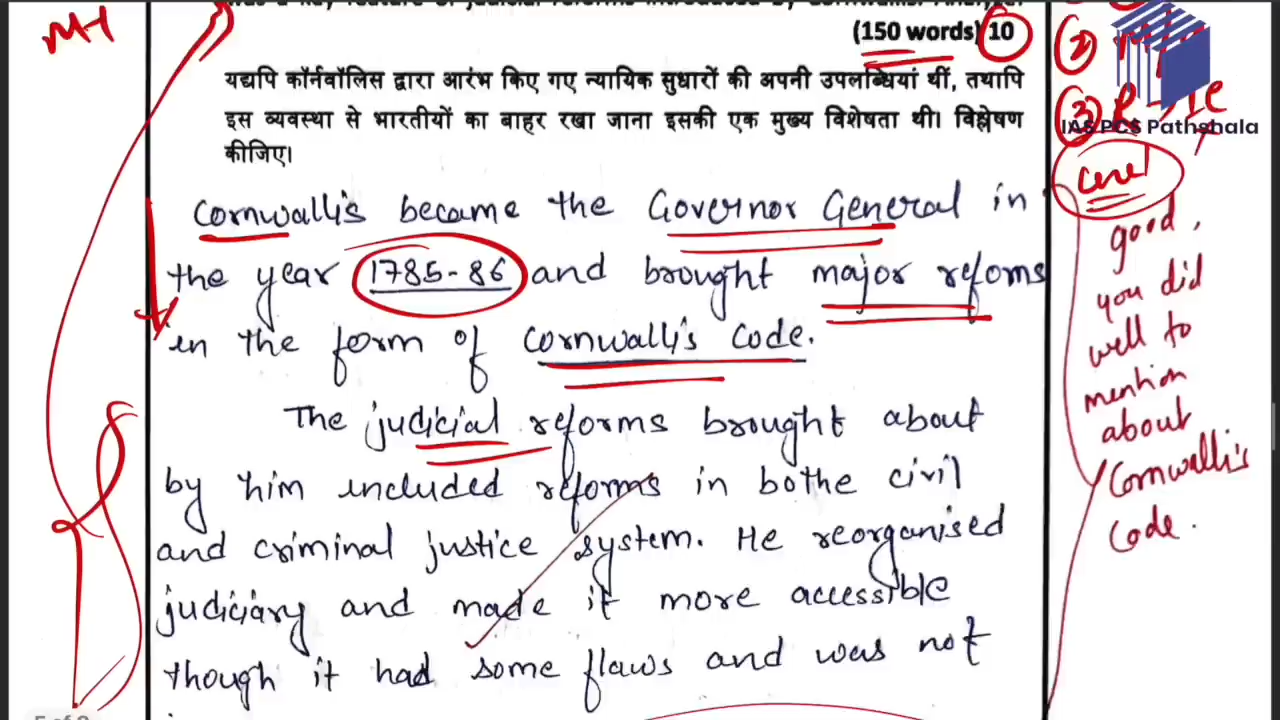 (150 words) 10
यद्यपि कॉर्नवॉलिस द्वारा आरंभ किए गए न्यायिक सुधारों की अपनी उपलब्धियां थीं, तथापि
इस व्यवस्था से भारतीयों का बाहर रखा जाना इसकी एक मुख्य विशेषता थी। विश्लेषण
कीजिए।
IAS PCS Pathshala
Cornwallis became the Governor General in
the year 1785-86 and brought major reforms
in the form of Cornwallis Code.
The judicial reforms brought about
by him included reforms in bothe civil
and criminal justice system. He reorganised
judiciary and made it more accessible
though it had some flaws and was not
good,
you did
well to
mention
about
Cornwallis
Code.